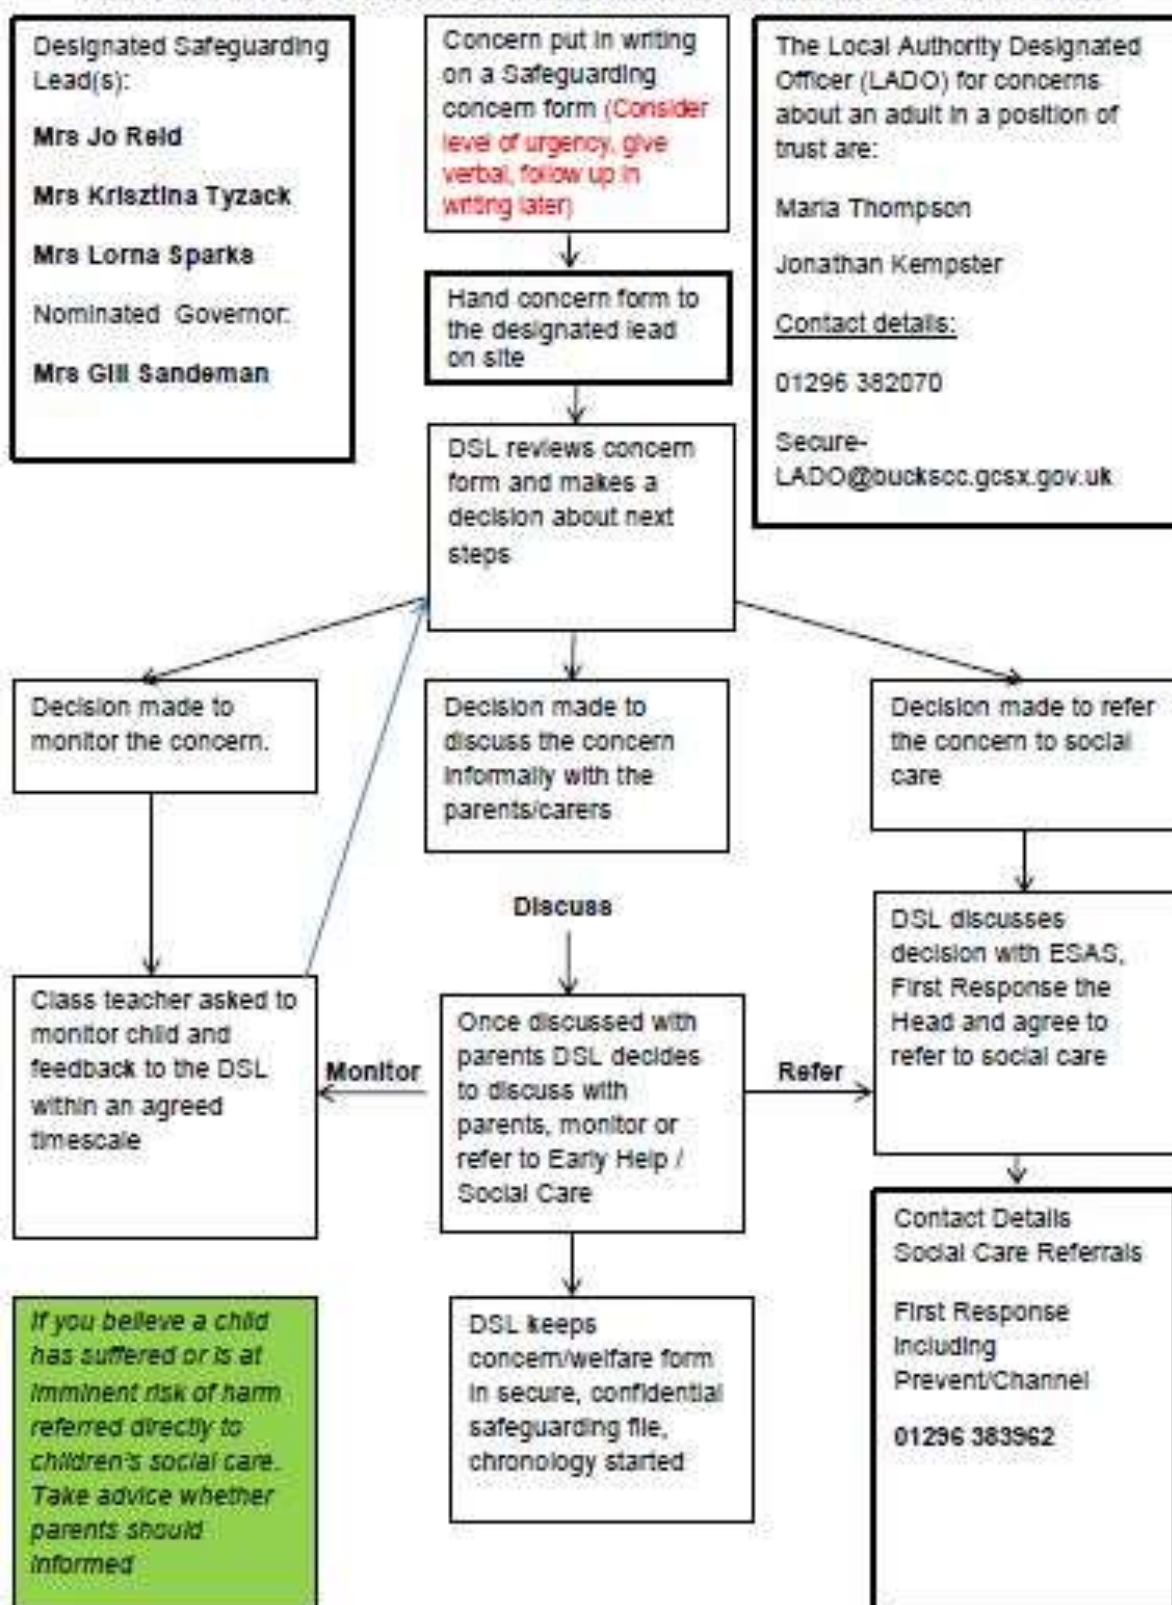 Designated Safeguarding
Lead(s):
Mrs Jo Reid
Mrs Krisztina Tyzack
Mrs Lorna Sparks
Nominated Governor:
Mrs Gill Sandeman
Concern put in writing
on a Safeguarding
concern form (Consider
level of urgency, give
verbal, follow up in
writing later)
Hand concern form to
the designated lead
on site
DSL reviews concern
form and makes a
decision about next
steps
The Local Authority Designated
Officer (LADO) for concerns
about an adult in a position of
trust are:
Maria Thompson
Jonathan Kempster
Contact details:
01296 382070
Secure-
LADO@buckscc.gcsx.gov.uk
Decision made to
monitor the concern.
Decision made to
discuss the concern
informally with the
parents/carers
Decision made to refer
the concern to social
care
Discuss
Class teacher asked to
monitor child and
feedback to the DSL
within an agreed
timescale
Monitor
Once discussed with
parents DSL decides
to discuss with
parents, monitor or
refer to Early Help /
Social Care
Refer
DSL discusses
decision with ESAS,
First Response the
Head and agree to
refer to social care
If you believe a child
has suffered or is at
imminent risk of harm
referred directly to
children's social care.
Take advice whether
parents should
informed
DSL keeps
concern/welfare form
in secure, confidential
safeguarding file,
chronology started
Contact Details
Social Care Referrals
First Response
including
Prevent/Channel
01296 383962